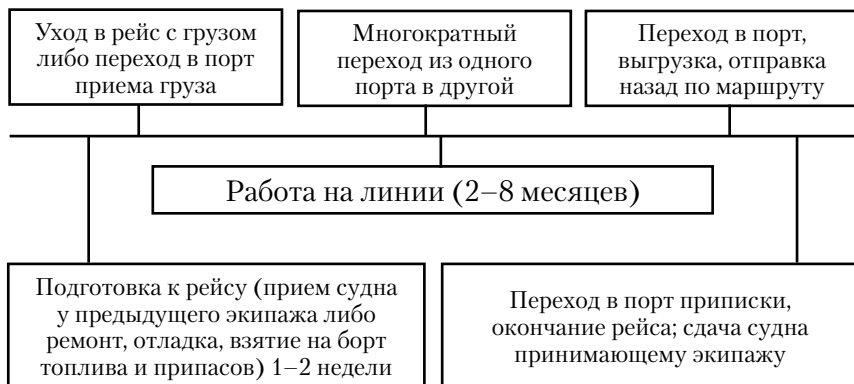 Уход в рейс с грузом
либо переход в порт
приема груза
Многократный
переход из одного
порта в другой
Переход в порт,
выгрузка, отправка
назад по маршруту
Работа на линии (2–8 месяцев)
Подготовка к рейсу (прием судна
у предыдущего экипажа либо
ремонт, отладка, взятие на борт
топлива и припасов) 1–2 недели
Переход в порт приписки,
окончание рейса; сдача судна
принимающему экипажу